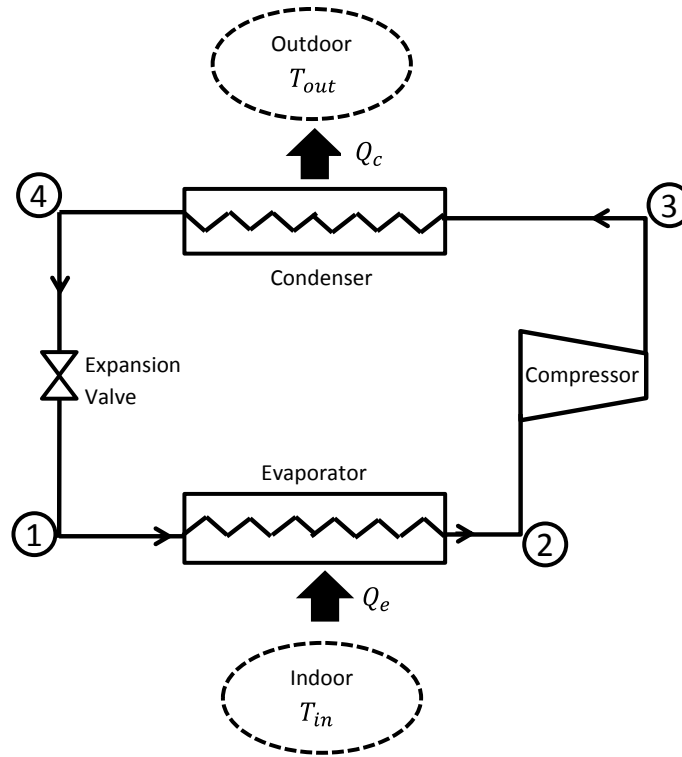 Outdoor
T_out
Q_c
4
3
Condenser
Expansion
Valve
Compressor
Evaporator
1
2
Q_e
Indoor
T_in